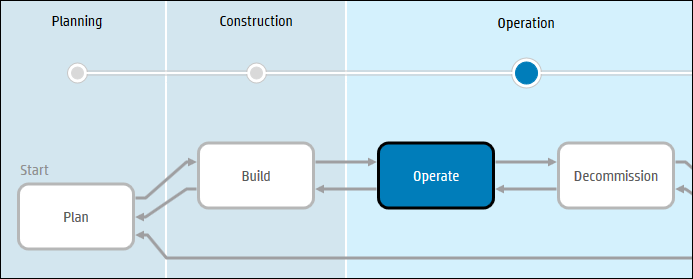 Planning
Construction
Operation
Start
Plan
Build
Operate
Decommission